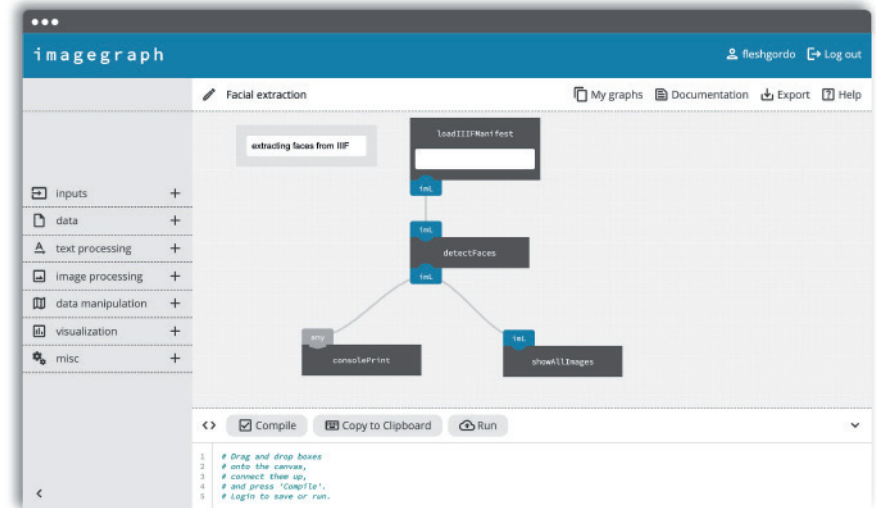 imagegraph
fleshgordo Log out
Facial extraction
My graphs Documentation Export Help
extracting faces from IIIF
loadIIIFManifest
imL
imL
detectFaces
imL
any
consolePrint
imL
showAllImages
inputs +
data +
text processing +
image processing +
data manipulation +
visualization +
misc +
<> Compile Copy to Clipboard Run
1 # Drag and drop boxes
2 # onto the canvas,
3 # connect them up,
4 # and press 'Compile'.
5 # Login to save or run.